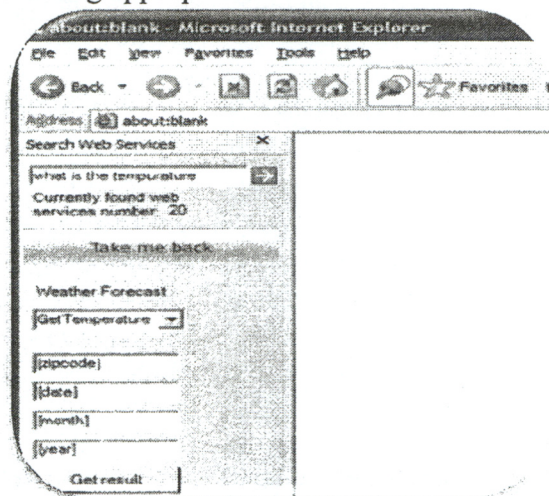 about:blank - Microsoft Internet Explorer
File Edit View Favorites Tools Help
Back Favorites
Address about:blank
Search Web Services
what is the tempurature
Currently found web
services number: 20
Take me back
Weather Forecast
GetTemperature
[zipcode]
[date]
[month]
[year]
Get result